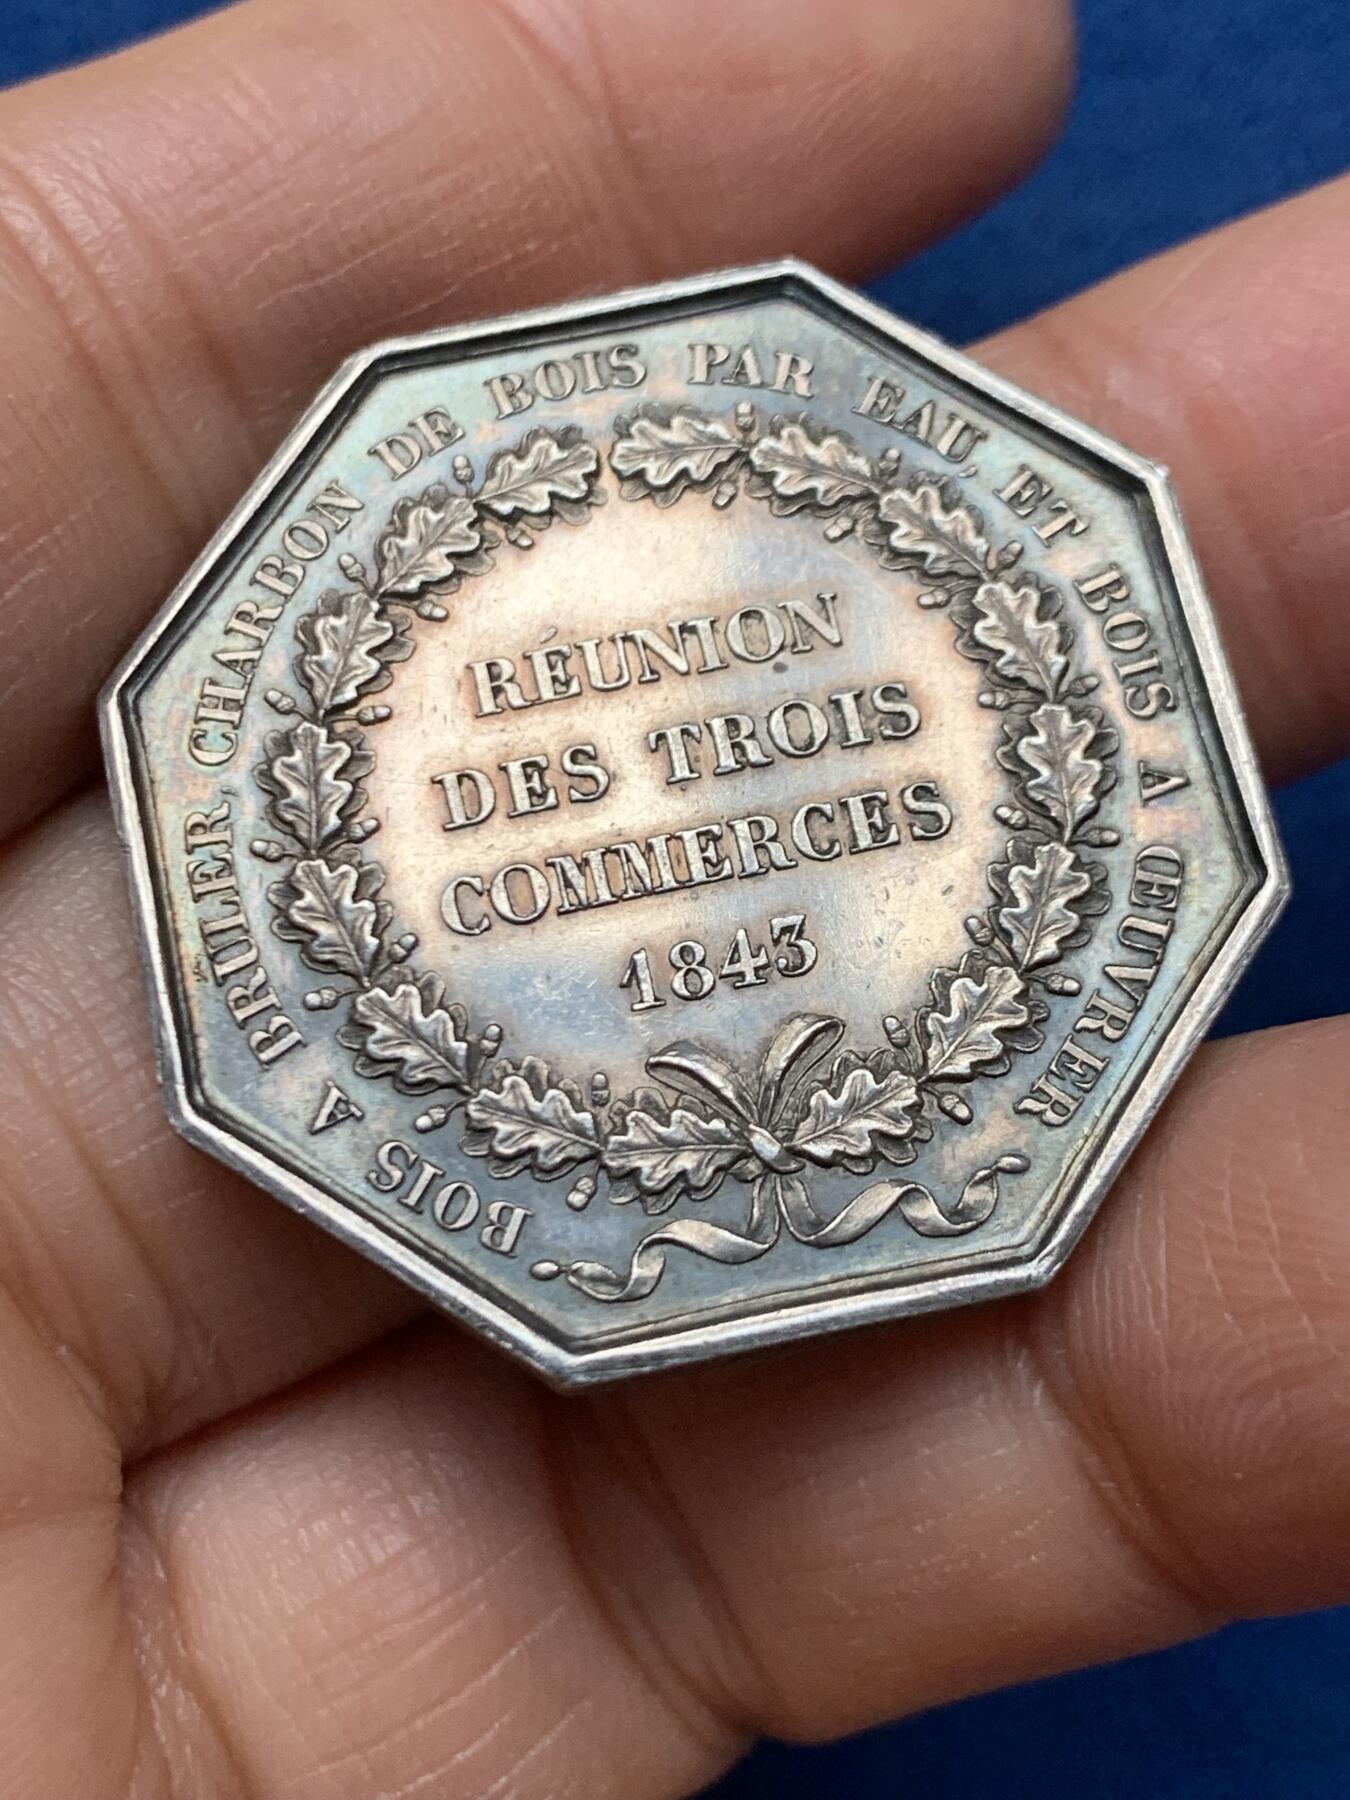 BOIS A BRULER, CHARBON DE BOIS PAR EAU, ET BOIS A ŒUVRER
RÉUNION
DES TROIS
COMMERCES
1843